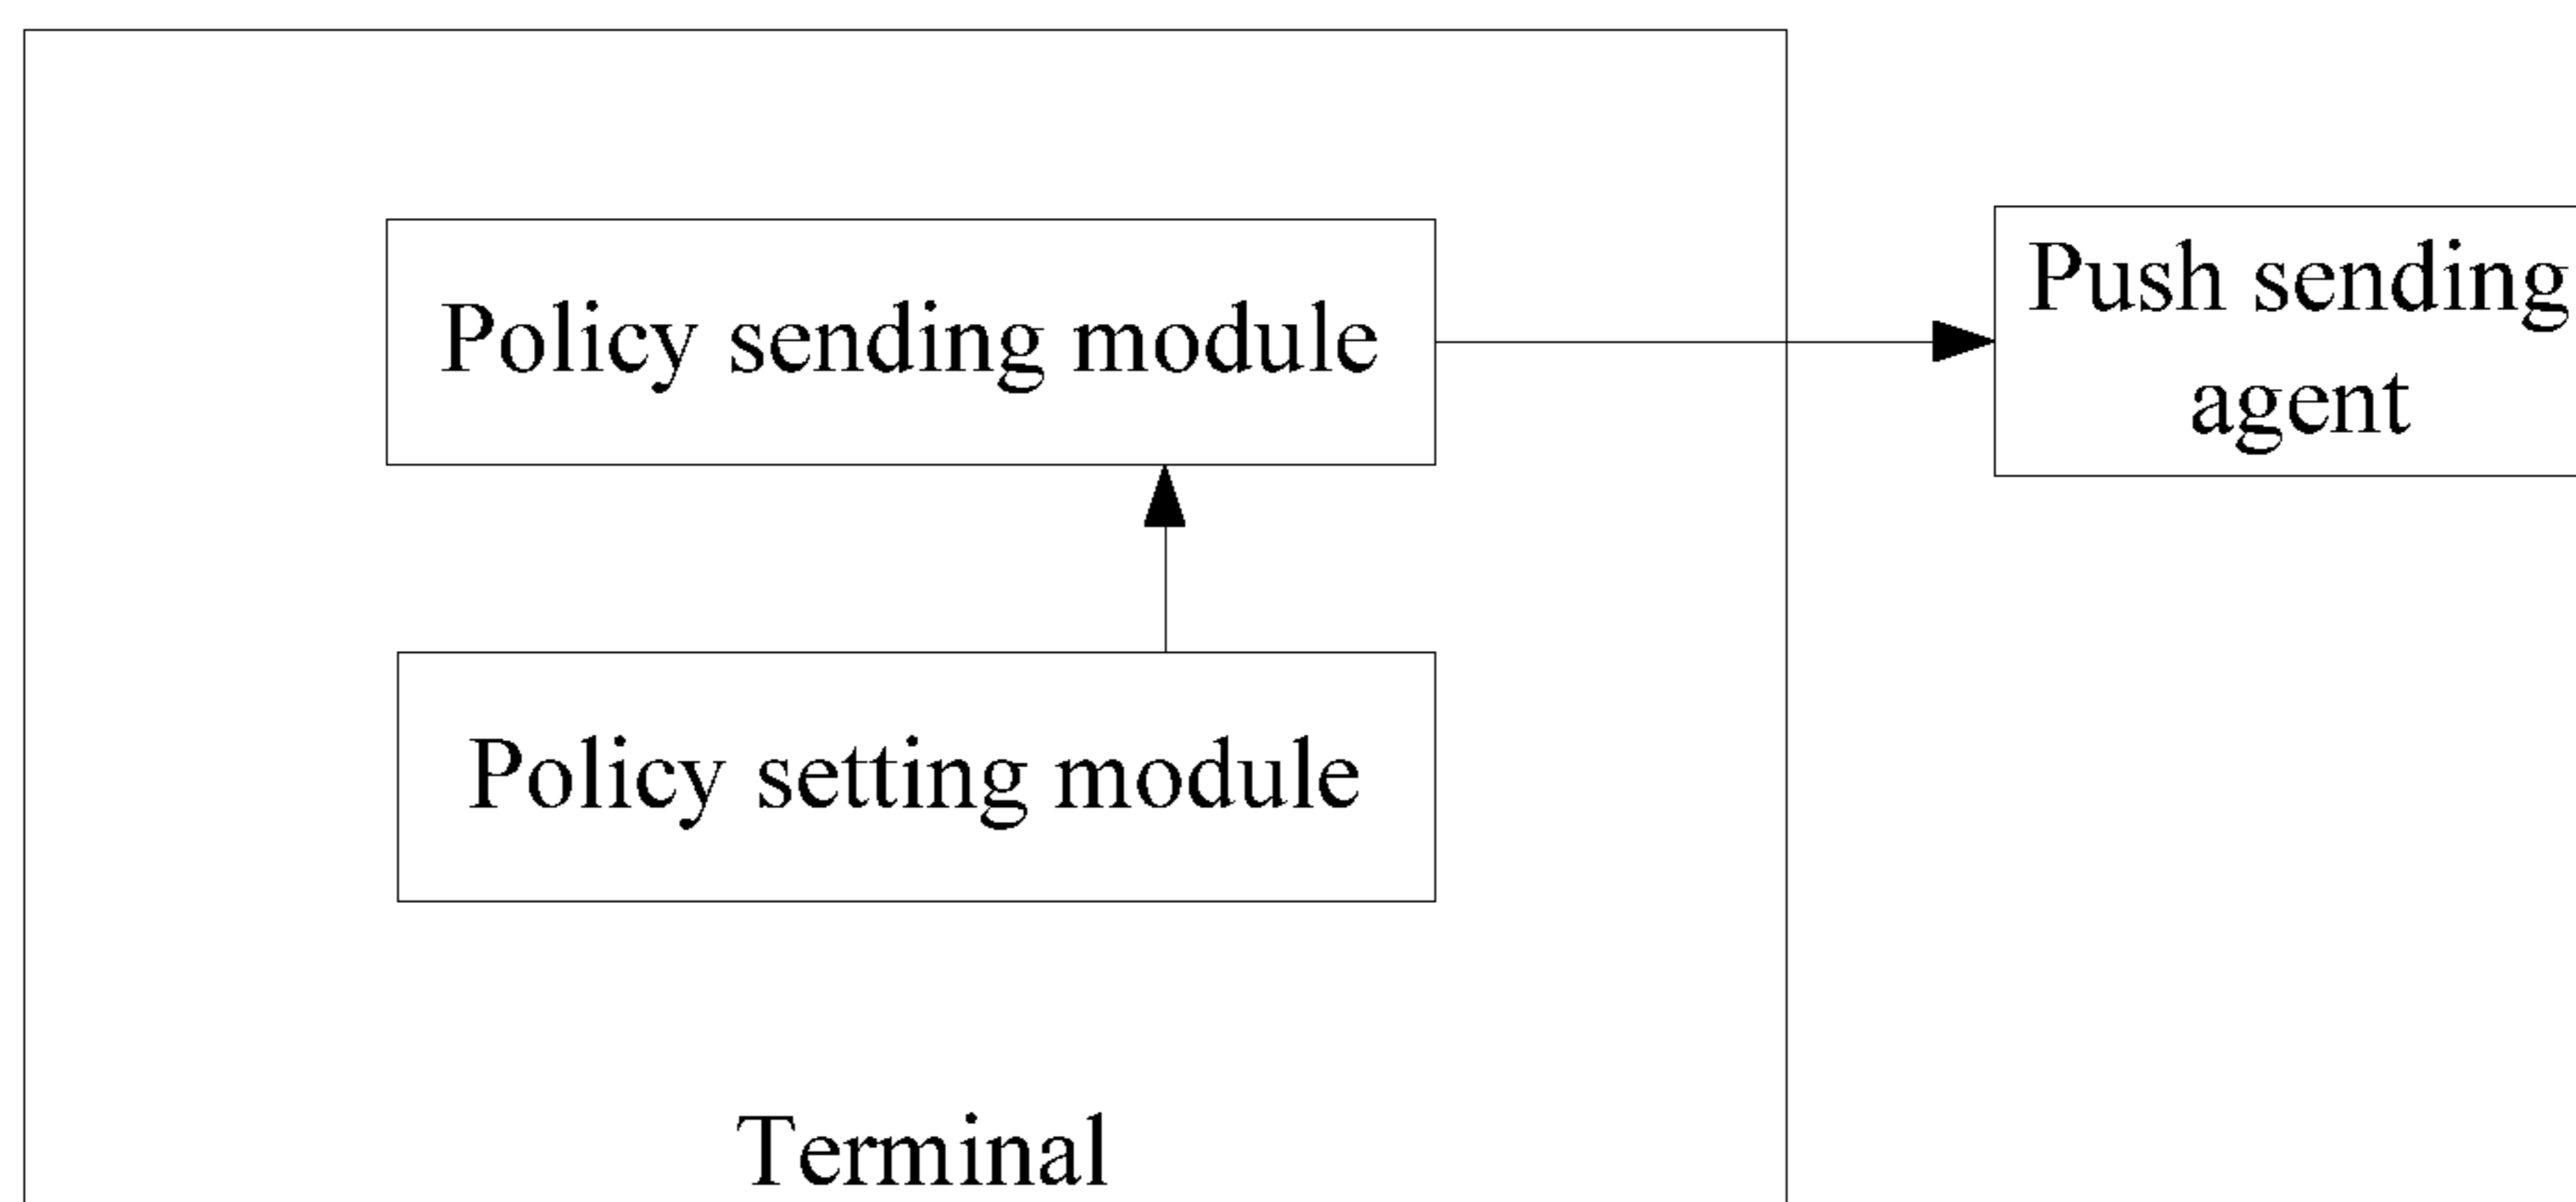 Policy sending module
Push sending
agent
Policy setting module
Terminal